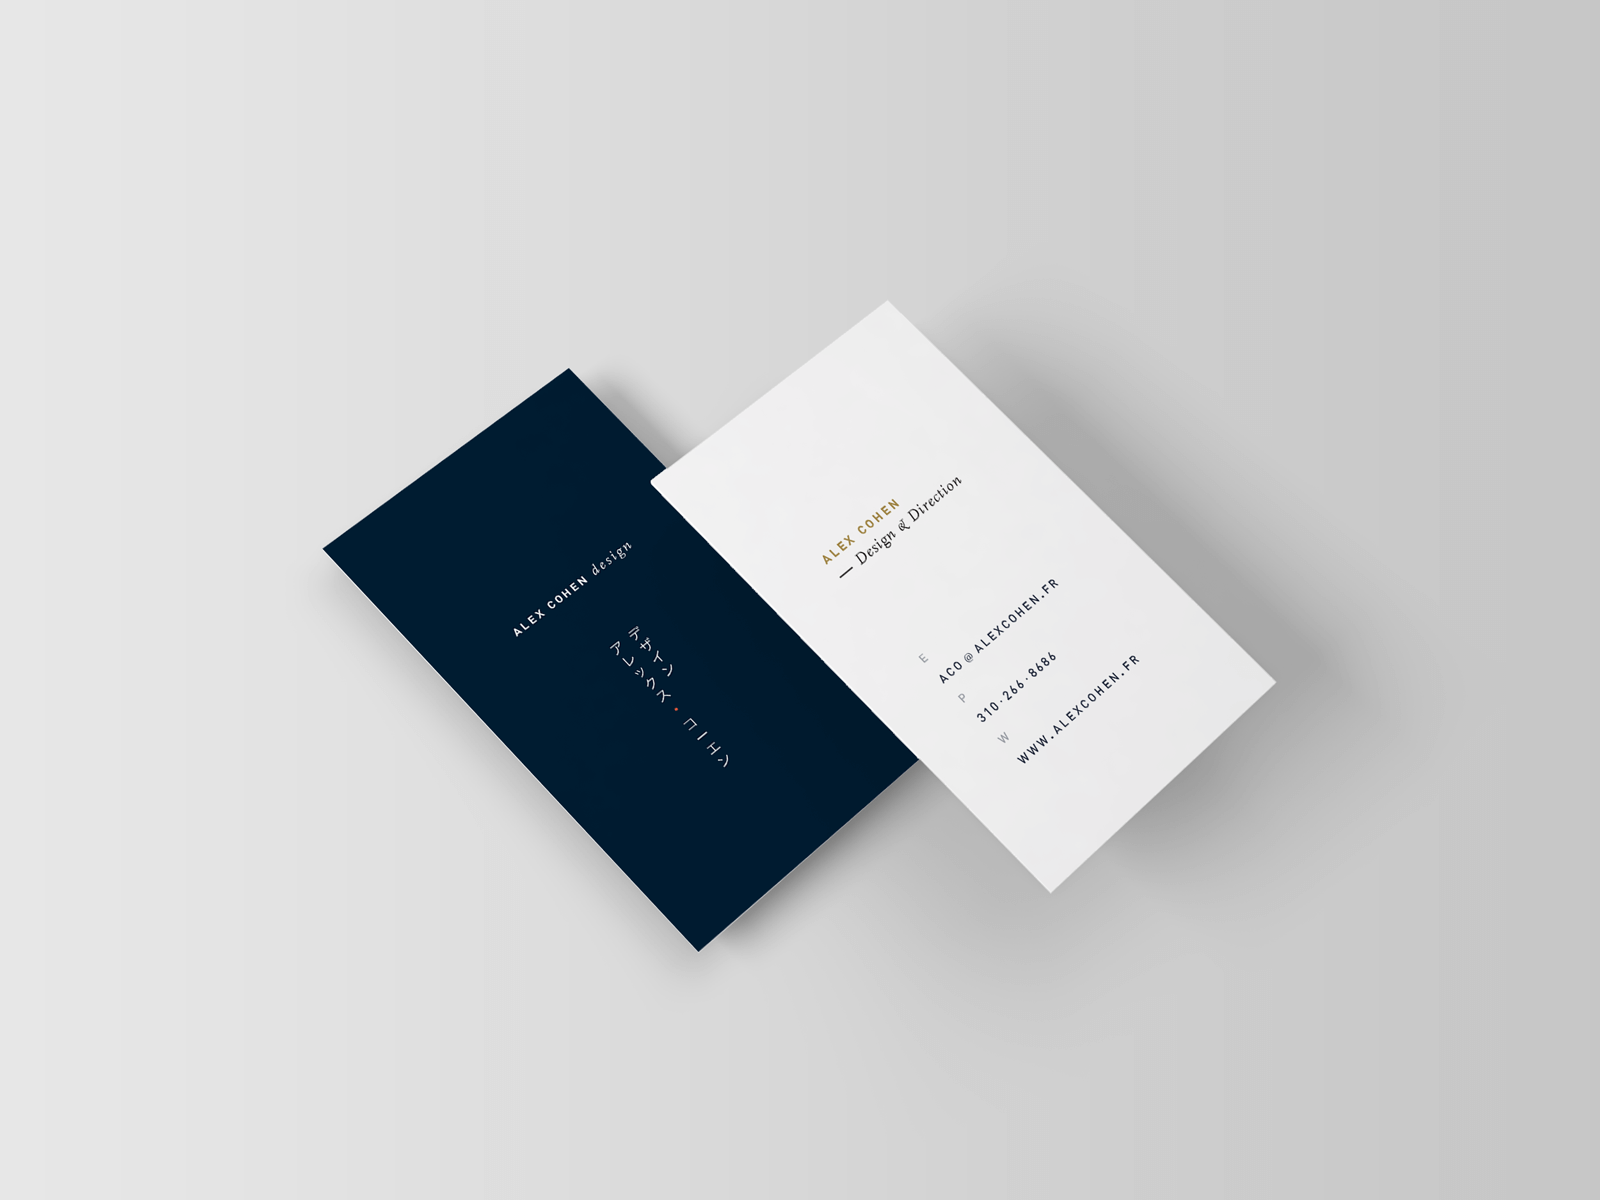 ALEX COHEN design
デザイン
アレックス・コーエン
ALEX COHEN
— Design & Direction
E
ACO@ALEXCOHEN.FR
P
310·266·8686
W
WWW.ALEXCOHEN.FR